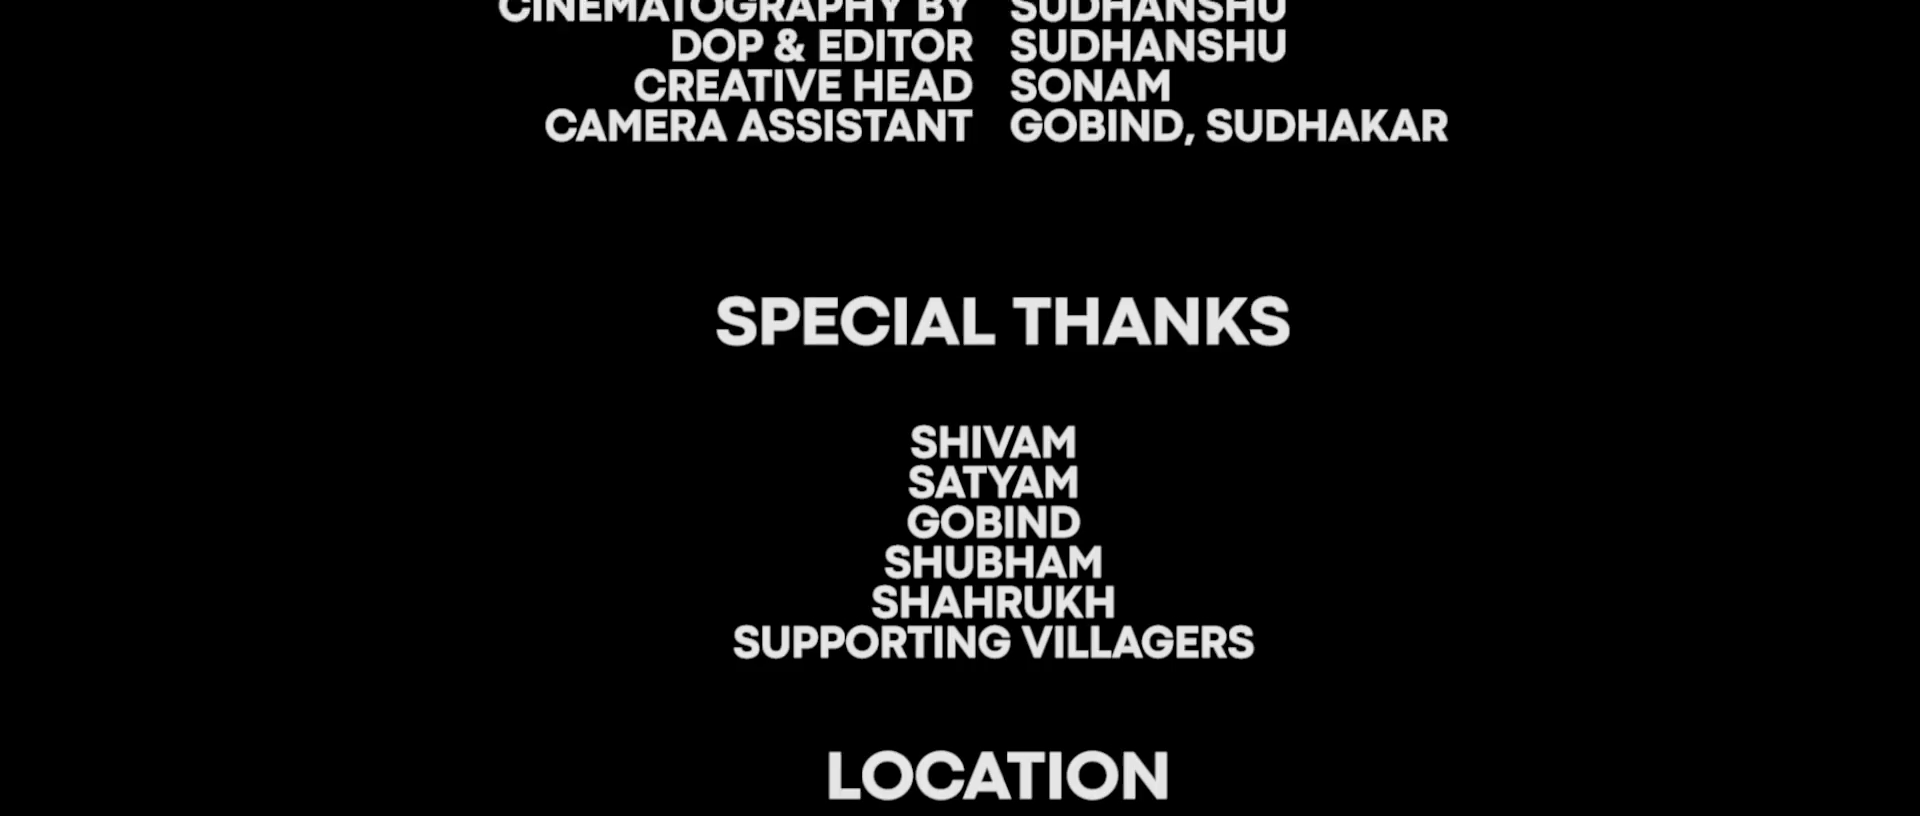 CINEMATOGRAPHY BY SUDHANSHU
DOP & EDITOR SUDHANSHU
CREATIVE HEAD SONAM
CAMERA ASSISTANT GOBIND, SUDHAKAR
SPECIAL THANKS
SHIVAM
SATYAM
GOBIND
SHUBHAM
SHAHRUKH
SUPPORTING VILLAGERS
LOCATION